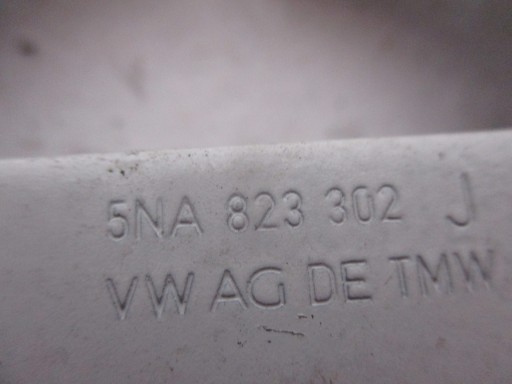 5NA 823 302 J
VW AG DE TMW